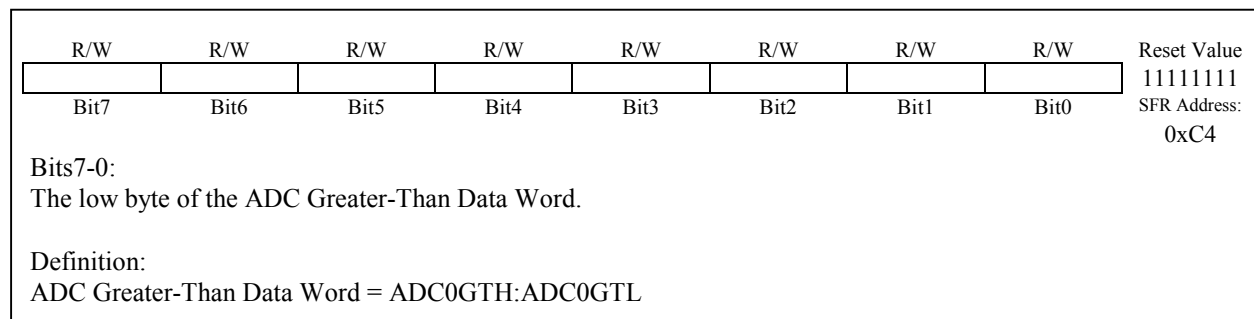 R/W R/W R/W R/W R/W R/W R/W R/W Reset Value
11111111
Bit7 Bit6 Bit5 Bit4 Bit3 Bit2 Bit1 Bit0 SFR Address:
0xC4
Bits7-0:
The low byte of the ADC Greater-Than Data Word.
Definition:
ADC Greater-Than Data Word = ADC0GTH:ADC0GTL